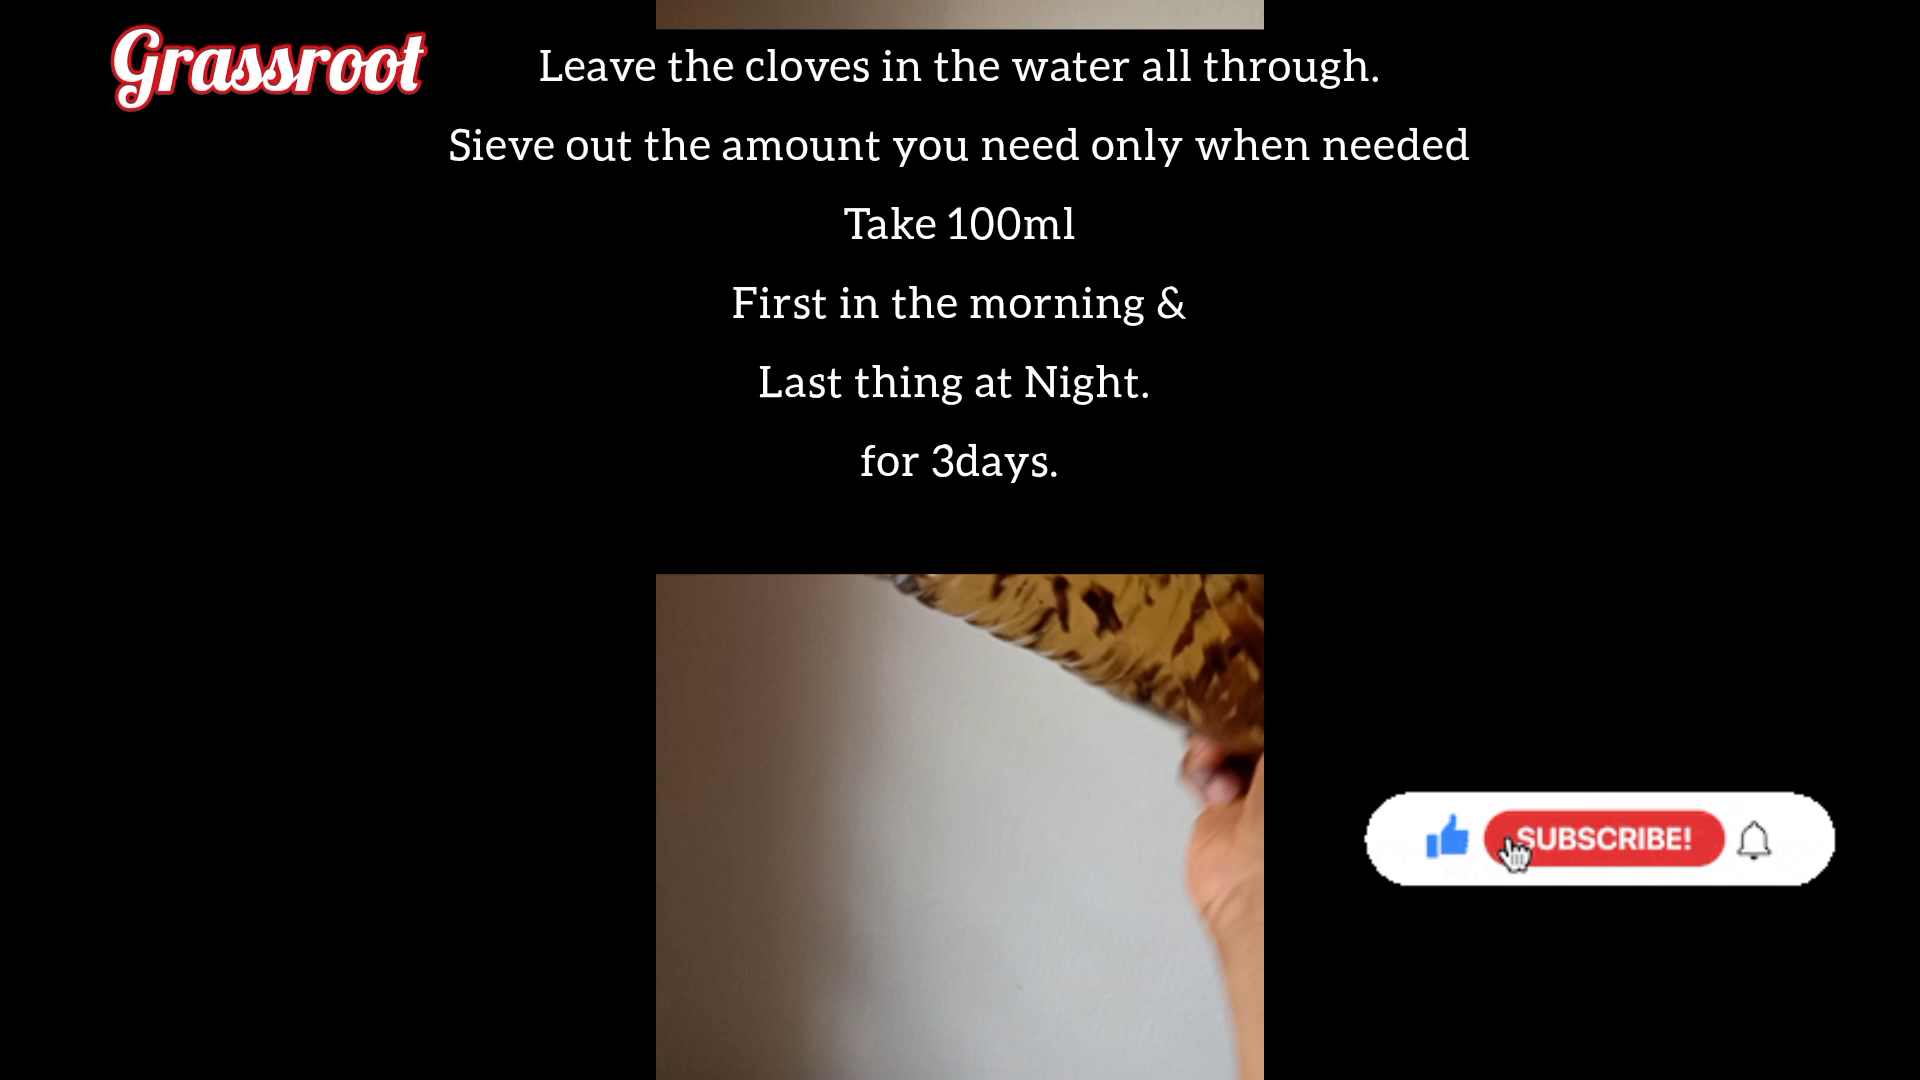 Grassroot
Leave the cloves in the water all through.
Sieve out the amount you need only when needed
Take 100ml
First in the morning &
Last thing at Night.
for 3days.
SUBSCRIBE!